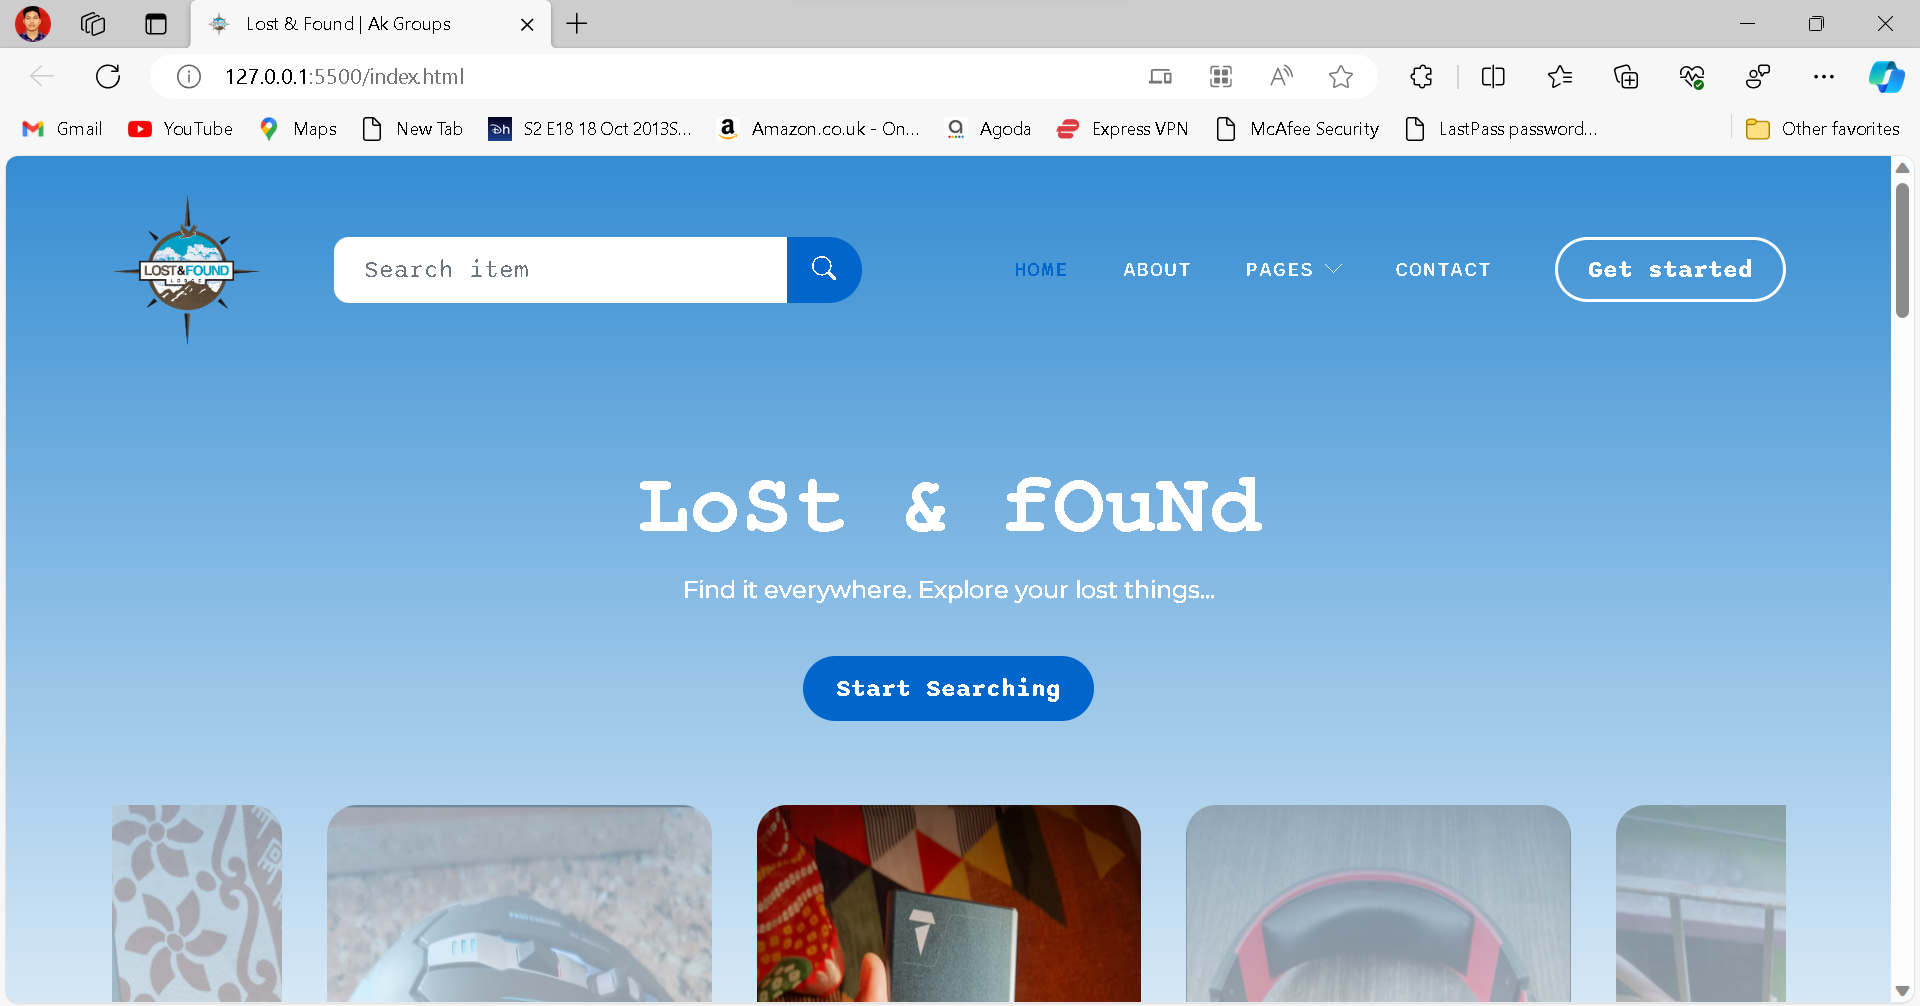 Lost & Found | Ak Groups
127.0.0.1:5500/index.html
Gmail YouTube Maps New Tab S2 E18 18 Oct 2013S... Amazon.co.uk - On... Agoda Express VPN McAfee Security LastPass password... Other favorites
LOST&FOUND
Search item
HOME ABOUT PAGES CONTACT Get started
LoSt & fOuNd
Find it everywhere. Explore your lost things...
Start Searching